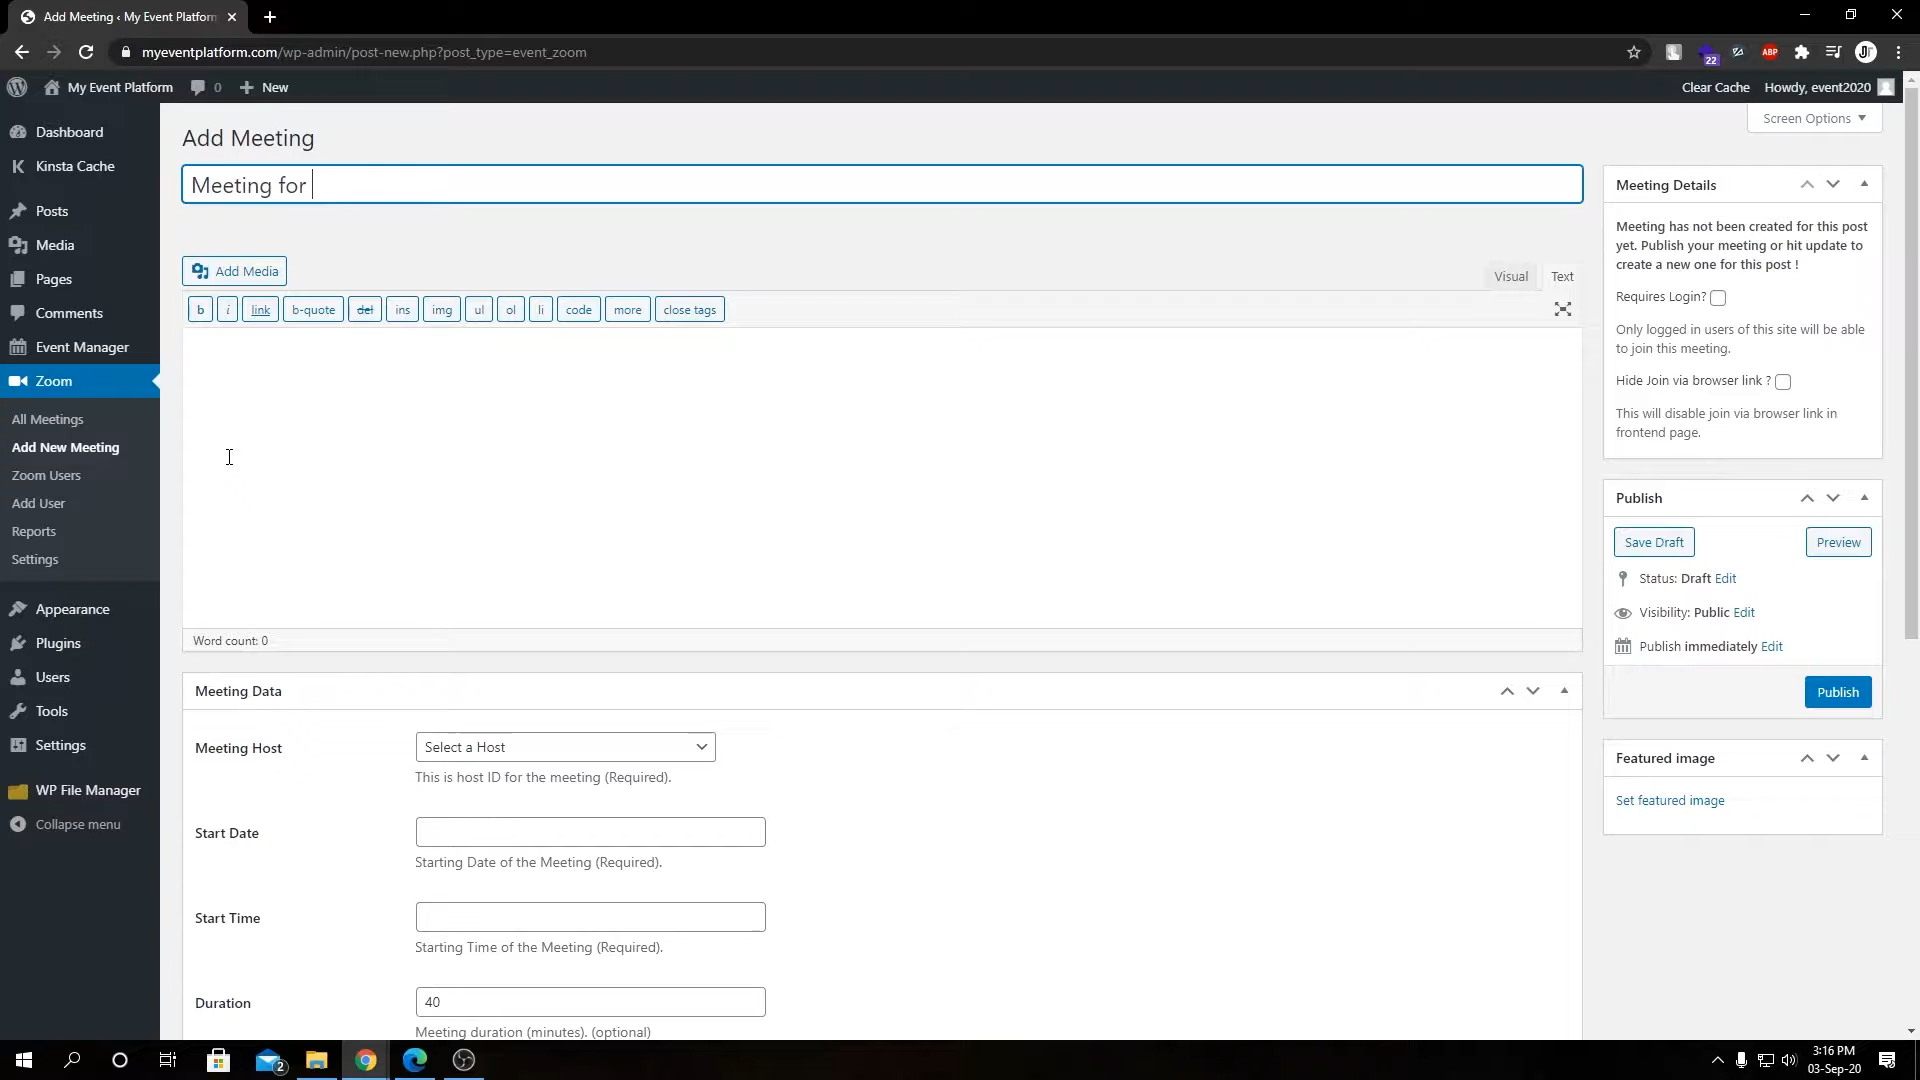 Add Meeting ‹ My Event Platform
myeventplatform.com/wp-admin/post-new.php?post_type=event_zoom
22
ABP
My Event Platform
0
New
Clear Cache
Howdy, event2020
Dashboard
Kinsta Cache
Posts
Media
Pages
Comments
Event Manager
Zoom
All Meetings
Add New Meeting
Zoom Users
Add User
Reports
Settings
Appearance
Plugins
Users
Tools
Settings
WP File Manager
Collapse menu
Screen Options
Add Meeting
Meeting for
Add Media
Visual
Text
b
i
link
b-quote
del
ins
img
ul
ol
li
code
more
close tags
Word count: 0
Meeting Data
Meeting Host
Select a Host
This is host ID for the meeting (Required).
Start Date
Starting Date of the Meeting (Required).
Start Time
Starting Time of the Meeting (Required).
Duration
40
Meeting duration (minutes). (optional)
Meeting Details
Meeting has not been created for this post
yet. Publish your meeting or hit update to
create a new one for this post !
Requires Login?
Only logged in users of this site will be able
to join this meeting.
Hide Join via browser link ?
This will disable join via browser link in
frontend page.
Publish
Save Draft
Preview
Status: Draft Edit
Visibility: Public Edit
Publish immediately Edit
Publish
Featured image
Set featured image
2
3:16 PM
03-Sep-20